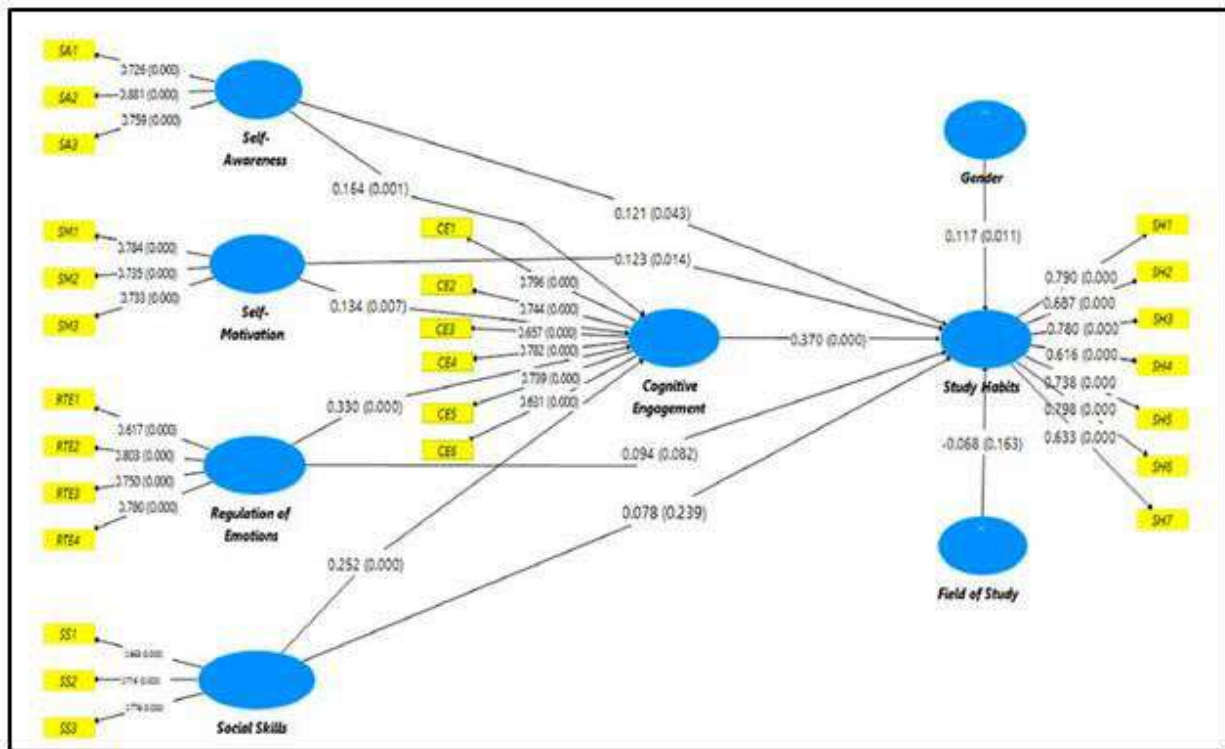 SA1
0.726 (0.000)
SA2
0.881 (0.000)
SA3
0.759 (0.000)
Self-
Awareness
0.164 (0.001)
0.121 (0.043)
Gender
0.117 (0.011)
SM1
0.784 (0.000)
SM2
0.735 (0.000)
SM3
0.733 (0.000)
Self-
Motivation
0.123 (0.014)
0.134 (0.007)
CE1
0.796 (0.000)
CE2
0.744 (0.000)
CE3
0.657 (0.000)
CE4
0.782 (0.000)
CE5
0.739 (0.000)
CE6
0.631 (0.000)
Cognitive
Engagement
0.370 (0.000)
SH1
0.790 (0.000
SH2
0.687 (0.000
SH3
0.780 (0.000
SH4
0.616 (0.000
SH5
0.738 (0.000
SH6
0.798 (0.000
SH7
0.633 (0.000
Study Habits
RTE1
0.617 (0.000)
RTE2
0.803 (0.000)
RTE3
0.750 (0.000)
RTE4
0.780 (0.000)
Regulation of
Emotions
0.330 (0.000)
0.094 (0.082)
-0.068 (0.163)
0.078 (0.239)
0.252 (0.000)
Field of Study
SS1
SS2
SS3
Social Skills